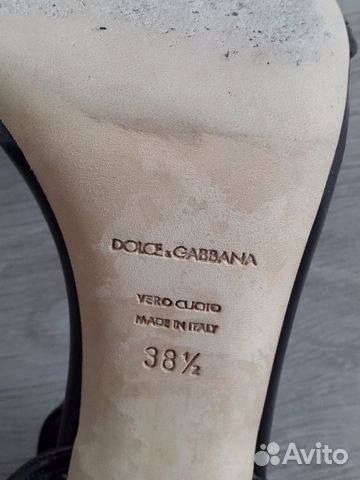 DOLCE & GABBANA
VERO CUOIO
MADE IN ITALY
38½
Avito